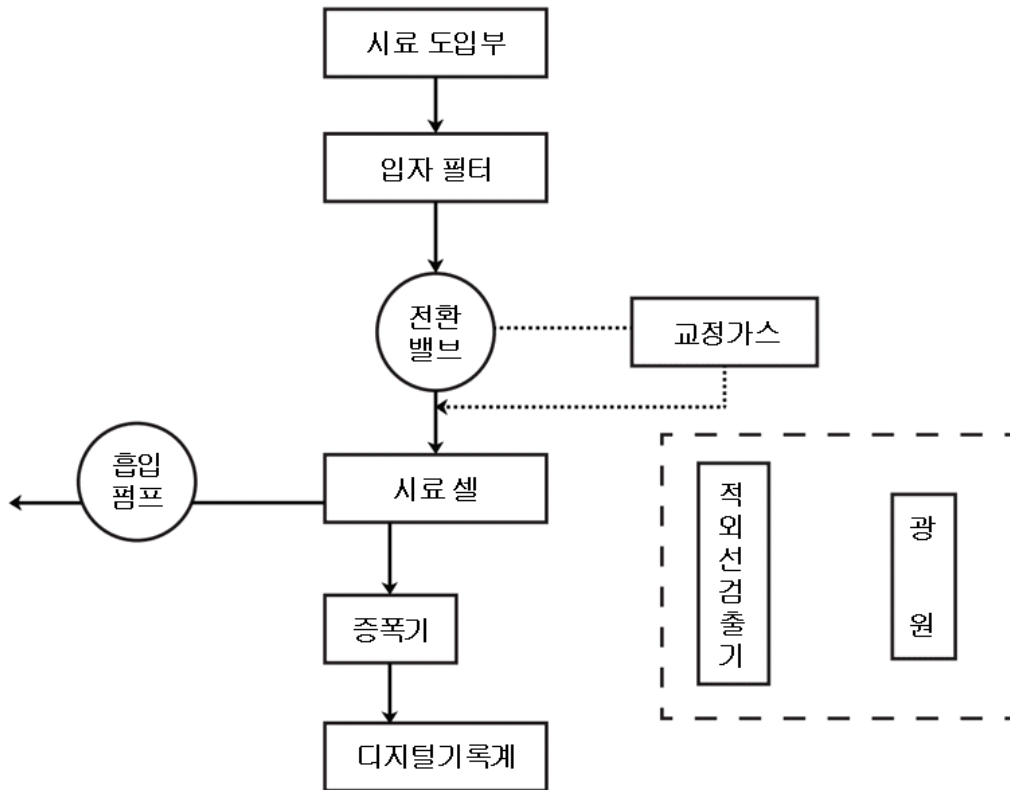 시료 도입부
입자 필터
전환
밸브
교정가스
흡입
펌프
시료 셀
적
외
선
검
출
기
광
원
증폭기
디지털기록계